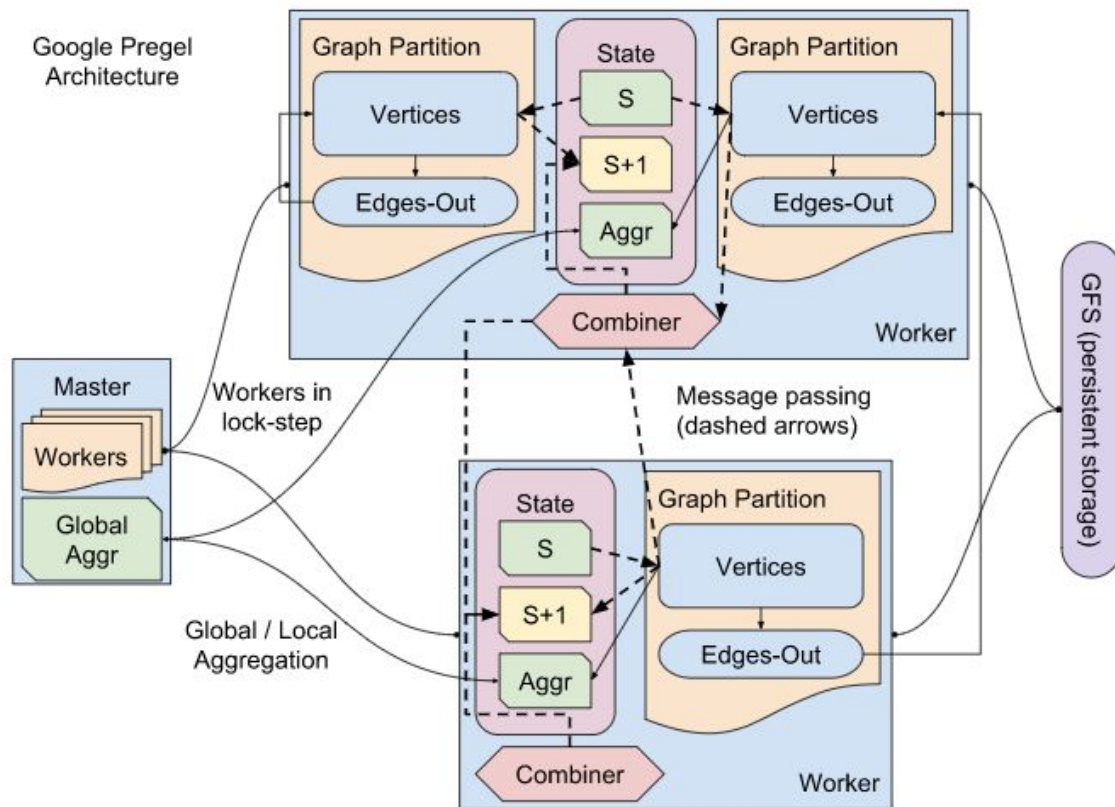 Google Pregel
Architecture
Graph Partition
Vertices
Edges-Out
State
S
S+1
Aggr
Graph Partition
Vertices
Edges-Out
Combiner
Worker
GFS (persistent storage)
Master
Workers
Global
Aggr
Workers in
lock-step
Message passing
(dashed arrows)
Global / Local
Aggregation
State
S
S+1
Aggr
Graph Partition
Vertices
Edges-Out
Combiner
Worker